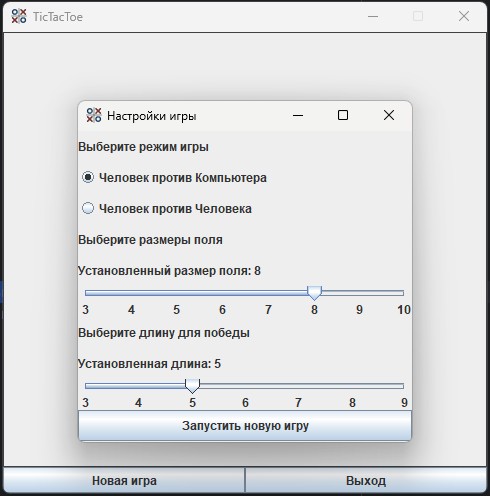 TicTacToe
Настройки игры
Выберите режим игры
Человек против Компьютера
Человек против Человека
Выберите размеры поля
Установленный размер поля: 8
3 4 5 6 7 8 9 10
Выберите длину для победы
Установленная длина: 5
3 4 5 6 7 8 9
Запустить новую игру
Новая игра Выход